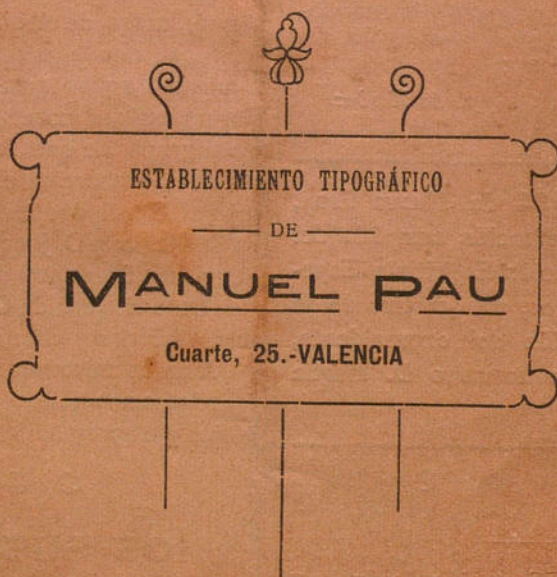 ESTABLECIMIENTO TIPOGRÁFICO
DE
MANUEL PAU
Cuarte, 25.-VALENCIA